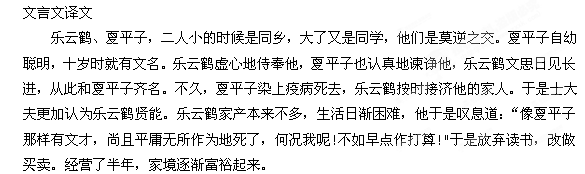 文言文译文
乐云鹤、夏平子，二人小的时候是同乡，大了又是同学，他们是莫逆之交。夏平子自幼
聪明，十岁时就有文名。乐云鹤虚心地侍奉他，夏平子也认真地谏诤他，乐云鹤文思日见长
进，从此和夏平子齐名。不久，夏平子染上疫病死去，乐云鹤按时接济他的家人。于是士大
夫更加认为乐云鹤贤能。乐云鹤家产本来不多，生活日渐困难，他于是叹息道：“像夏平子
那样有文才，尚且平庸无所作为地死了，何况我呢!不如早点作打算!"于是放弃读书，改做
买卖。经营了半年，家境逐渐富裕起来。